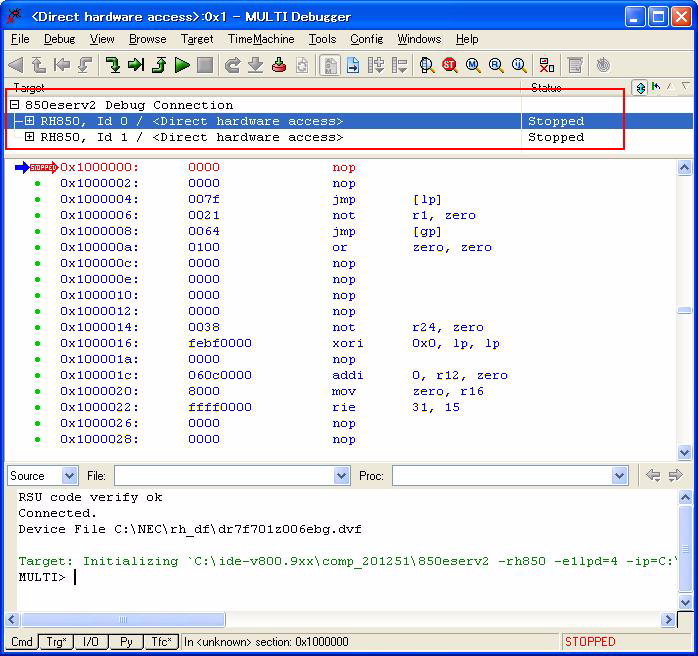 <Direct hardware access>:0x1 - MULTI Debugger
File Debug View Browse Target TimeMachine Tools Config Windows Help
Target Status
850eserv2 Debug Connection
RH850, Id 0 / <Direct hardware access> Stopped
RH850, Id 1 / <Direct hardware access> Stopped
STOPPED 0x1000000: 0000 nop
0x1000002: 0000 nop
0x1000004: 007f jmp [lp]
0x1000006: 0021 not r1, zero
0x1000008: 0064 jmp [gp]
0x100000a: 0100 or zero, zero
0x100000c: 0000 nop
0x100000e: 0000 nop
0x1000010: 0000 nop
0x1000012: 0000 nop
0x1000014: 0038 not r24, zero
0x1000016: febf0000 xori 0x0, lp, lp
0x100001a: 0000 nop
0x100001c: 060c0000 addi 0, r12, zero
0x1000020: 8000 mov zero, r16
0x1000022: ffff0000 rie 31, 15
0x1000026: 0000 nop
0x1000028: 0000 nop
Source File: Proc:
RSU code verify ok
Connected.
Device File C:\NEC\rh_df\dr7f701z006ebg.dvf
Target: Initializing `C:\ide-v800.9xx\comp_201251\850eserv2 -rh850 -e1lpd=4 -ip=C:\
MULTI>
Cmd Trg* I/O Py Tfc* In <unknown> section: 0x1000000 STOPPED